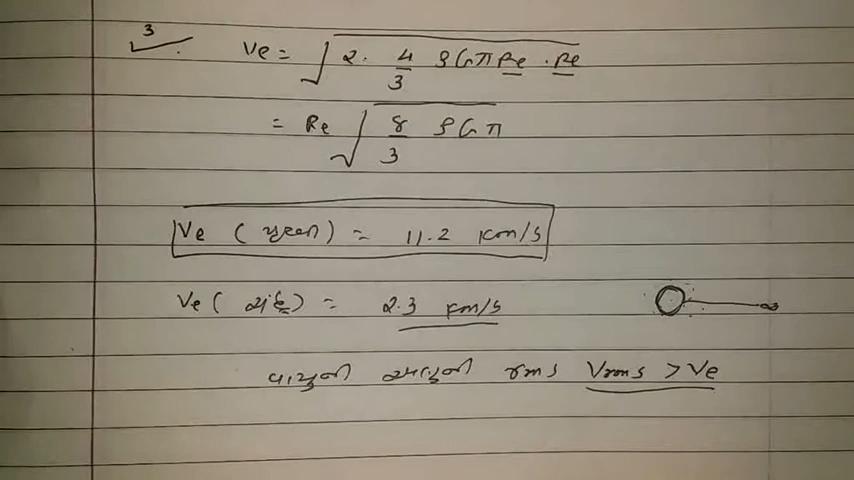 3
Ve = √(2 · 4/3 ρGπRe · Re)
= Re √(8/3 ρGπ)
Ve ( પૃથ્વી ) = 11.2 Km/s
Ve ( ચંદ્ર ) = 2.3 km/s
∞
વાયુની rms Vrms > Ve